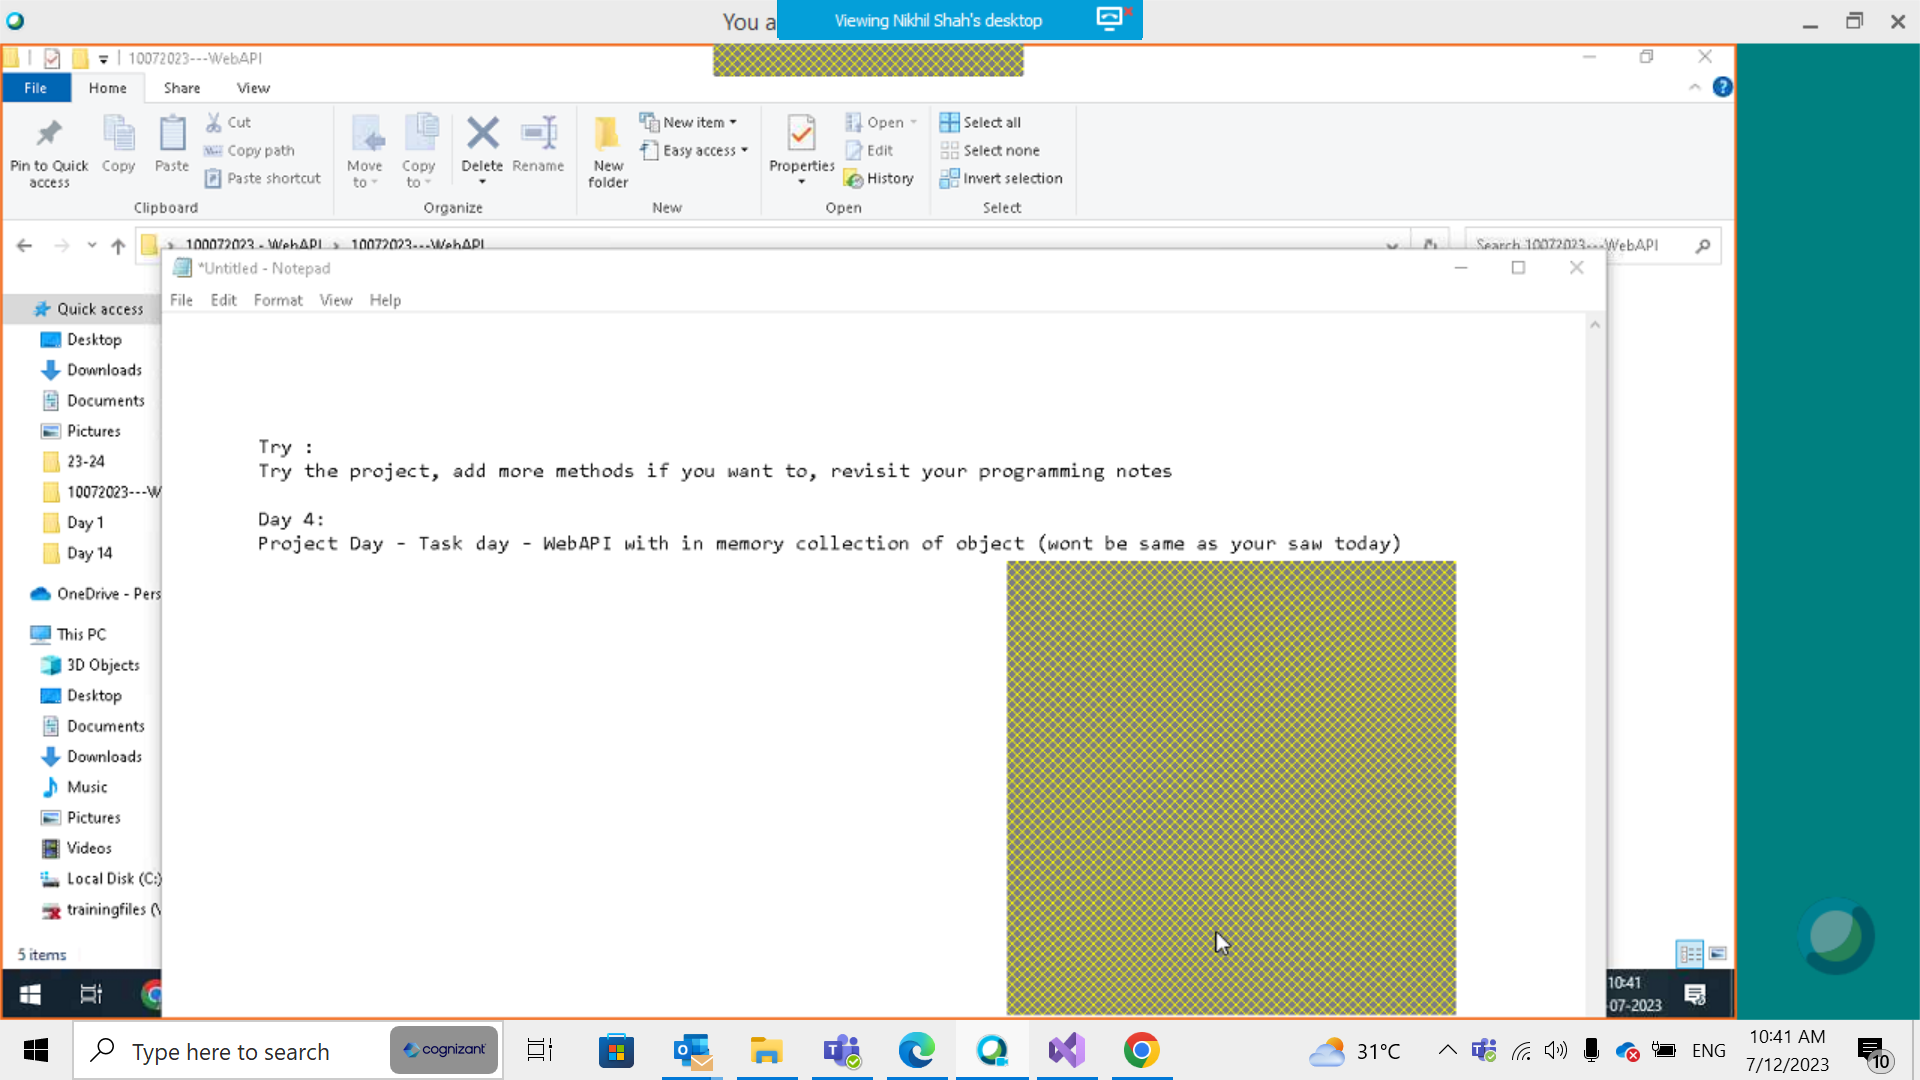 You a
Viewing Nikhil Shah's desktop
10072023---WebAPI
File
Home
Share
View
Pin to Quick access
Copy
Paste
Cut
Copy path
Paste shortcut
Clipboard
Move to
Copy to
Delete
Rename
Organize
New folder
New item
Easy access
New
Properties
Open
Edit
History
Open
Select all
Select none
Invert selection
Select
100072023 - WebAPI › 10072023---WebAPI
Search 10072023---WebAPI
*Untitled - Notepad
File Edit Format View Help
Try :
Try the project, add more methods if you want to, revisit your programming notes
Day 4:
Project Day - Task day - WebAPI with in memory collection of object (wont be same as your saw today)
Quick access
Desktop
Downloads
Documents
Pictures
23-24
10072023---W
Day 1
Day 14
OneDrive - Pers
This PC
3D Objects
Desktop
Documents
Downloads
Music
Pictures
Videos
Local Disk (C:)
trainingfiles (\
5 items
10:41
-07-2023
Type here to search
cognizant
31°C
ENG
10:41 AM
7/12/2023
10